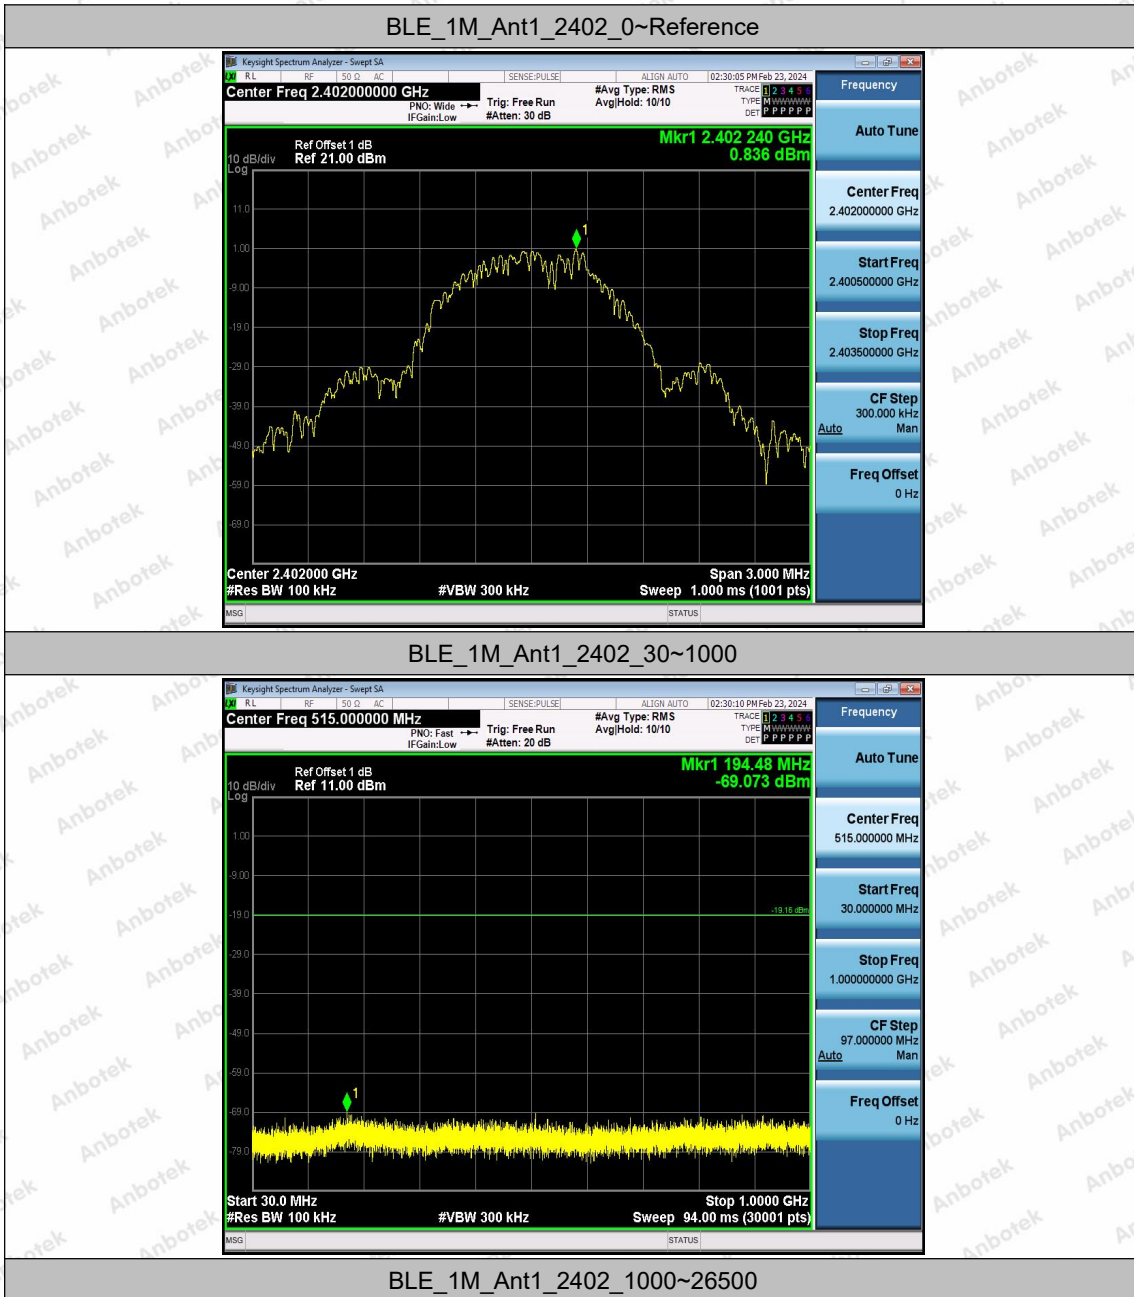 BLE_1M_Ant1_2402_0~Reference
Keysight Spectrum Analyzer - Swept SA
LXI RL RF 50 Ω AC SENSE:PULSE ALIGN AUTO 02:30:05 PM Feb 23, 2024
Center Freq 2.402000000 GHz
PNO: Wide
IFGain:Low
Trig: Free Run
#Atten: 30 dB
#Avg Type: RMS
Avg|Hold: 10/10
TRACE 1 2 3 4 5 6
TYPE M WWWWW
DET P P P P P P
Frequency
Mkr1 2.402 240 GHz
0.836 dBm
Ref Offset 1 dB
10 dB/div Ref 21.00 dBm
Log
11.0
1.00
-9.00
-19.0
-29.0
-39.0
-49.0
-59.0
-69.0
1
Center 2.402000 GHz Span 3.000 MHz
#Res BW 100 kHz #VBW 300 kHz Sweep 1.000 ms (1001 pts)
MSG STATUS
Auto Tune
Center Freq
2.402000000 GHz
Start Freq
2.400500000 GHz
Stop Freq
2.403500000 GHz
CF Step
300.000 kHz
Auto Man
Freq Offset
0 Hz
BLE_1M_Ant1_2402_30~1000
Keysight Spectrum Analyzer - Swept SA
LXI RL RF 50 Ω AC SENSE:PULSE ALIGN AUTO 02:30:10 PM Feb 23, 2024
Center Freq 515.000000 MHz
PNO: Fast
IFGain:Low
Trig: Free Run
#Atten: 20 dB
#Avg Type: RMS
Avg|Hold: 10/10
TRACE 1 2 3 4 5 6
TYPE M WWWWW
DET P P P P P P
Frequency
Mkr1 194.48 MHz
-69.073 dBm
Ref Offset 1 dB
10 dB/div Ref 11.00 dBm
Log
1.00
-9.00
-19.0
-29.0
-39.0
-49.0
-59.0
-69.0
-79.0
-19.16 dBm
1
Start 30.0 MHz Stop 1.0000 GHz
#Res BW 100 kHz #VBW 300 kHz Sweep 94.00 ms (30001 pts)
MSG STATUS
Auto Tune
Center Freq
515.000000 MHz
Start Freq
30.000000 MHz
Stop Freq
1.000000000 GHz
CF Step
97.000000 MHz
Auto Man
Freq Offset
0 Hz
BLE_1M_Ant1_2402_1000~26500
Anbotek